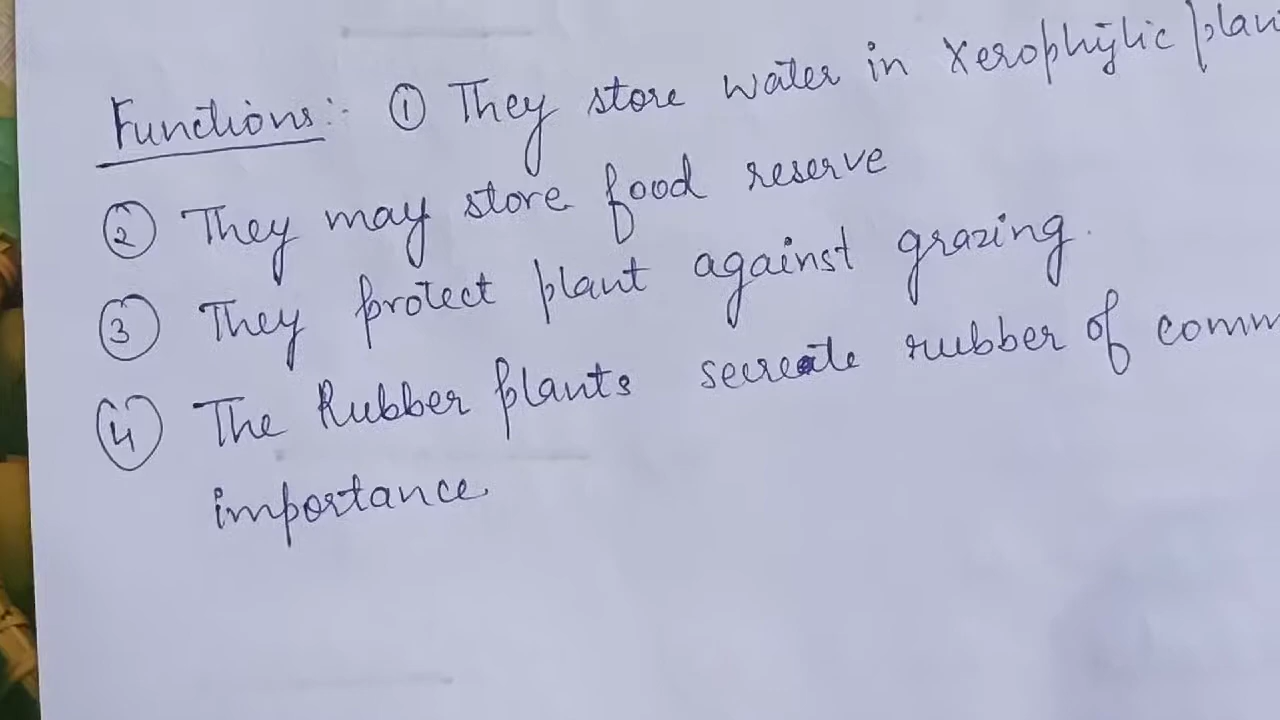 Functions:- ① They store water in Xerophylic plan
② They may store food reserve
③ They protect plant against grazing.
④ The Rubber plants secreate rubber of comm
importance.